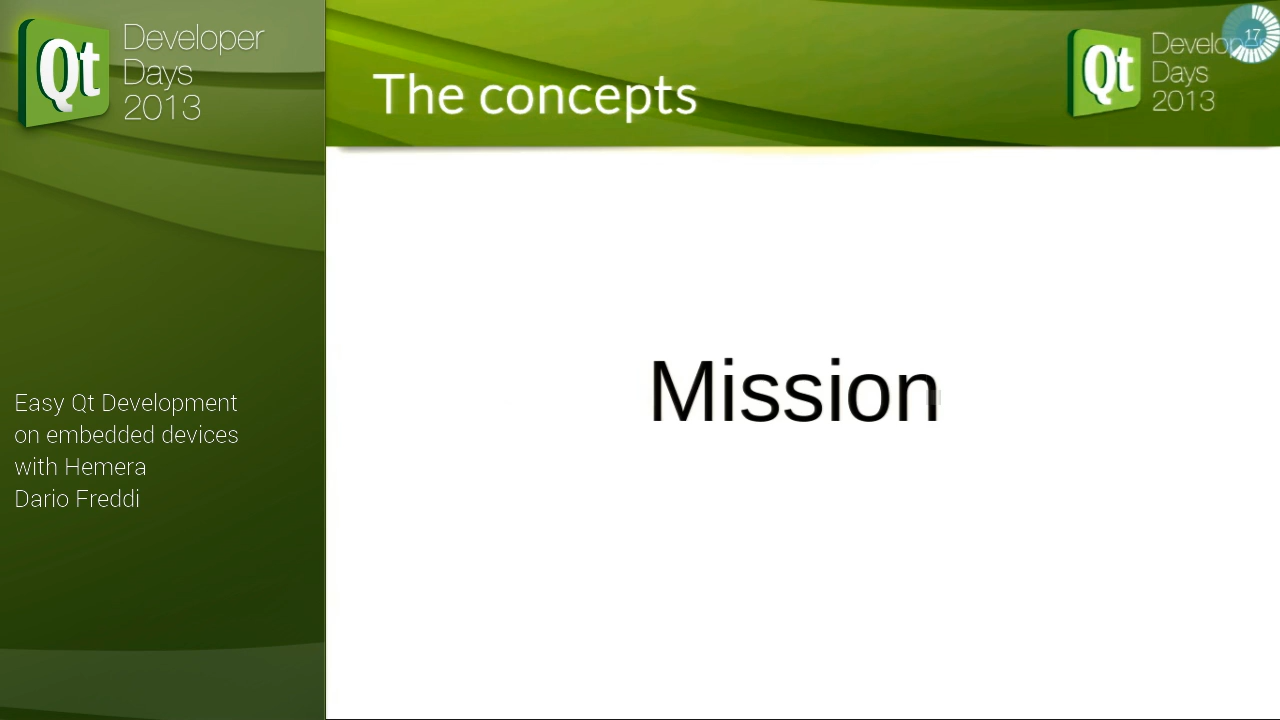 Qt Developer
Days
2013
Easy Qt Development
on embedded devices
with Hemera
Dario Freddi
The concepts
Qt
Days
2013
17
Mission